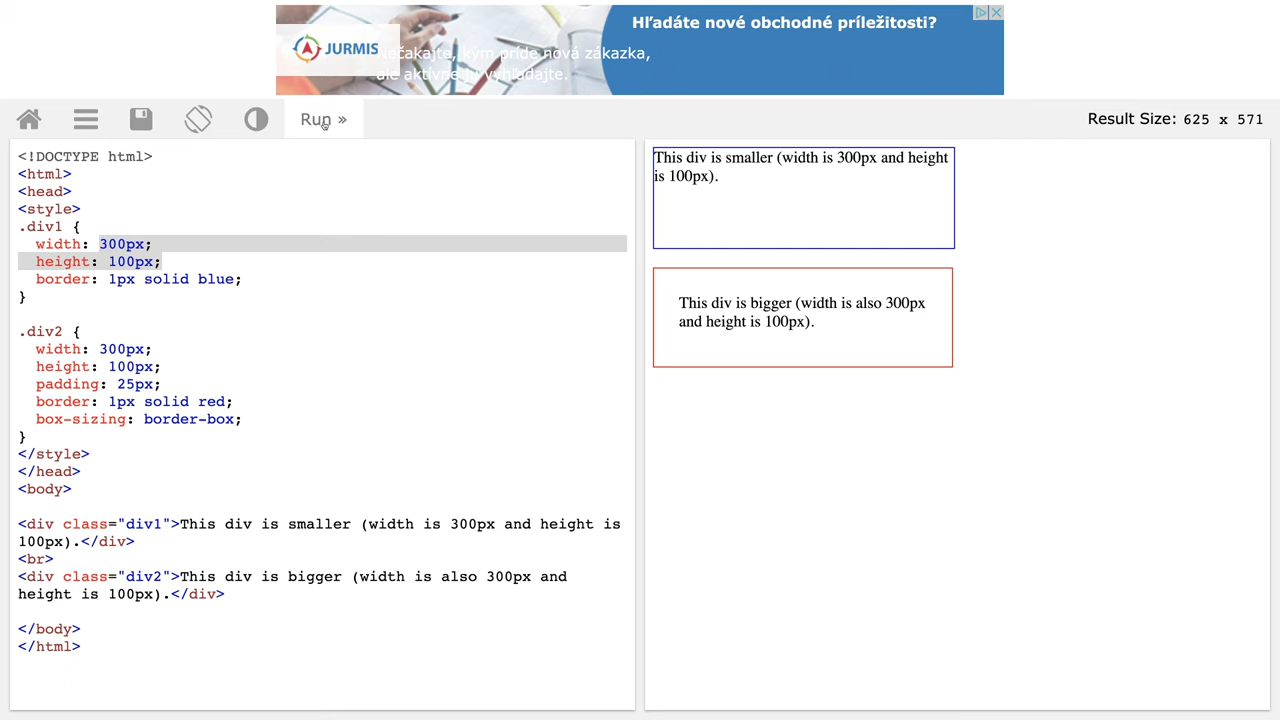 Hľadáte nové obchodné príležitosti?
JURMIS
Nečakajte, kým príde nová zákazka,
ale aktívne ju vyhľadajte.
Run »
Result Size: 625 x 571
<!DOCTYPE html>
<html>
<head>
<style>
.div1 {
width: 300px;
height: 100px;
border: 1px solid blue;
}
.div2 {
width: 300px;
height: 100px;
padding: 25px;
border: 1px solid red;
box-sizing: border-box;
}
</style>
</head>
<body>
<div class="div1">This div is smaller (width is 300px and height is
100px).</div>
<br>
<div class="div2">This div is bigger (width is also 300px and
height is 100px).</div>
</body>
</html>
This div is smaller (width is 300px and height
is 100px).
This div is bigger (width is also 300px
and height is 100px).